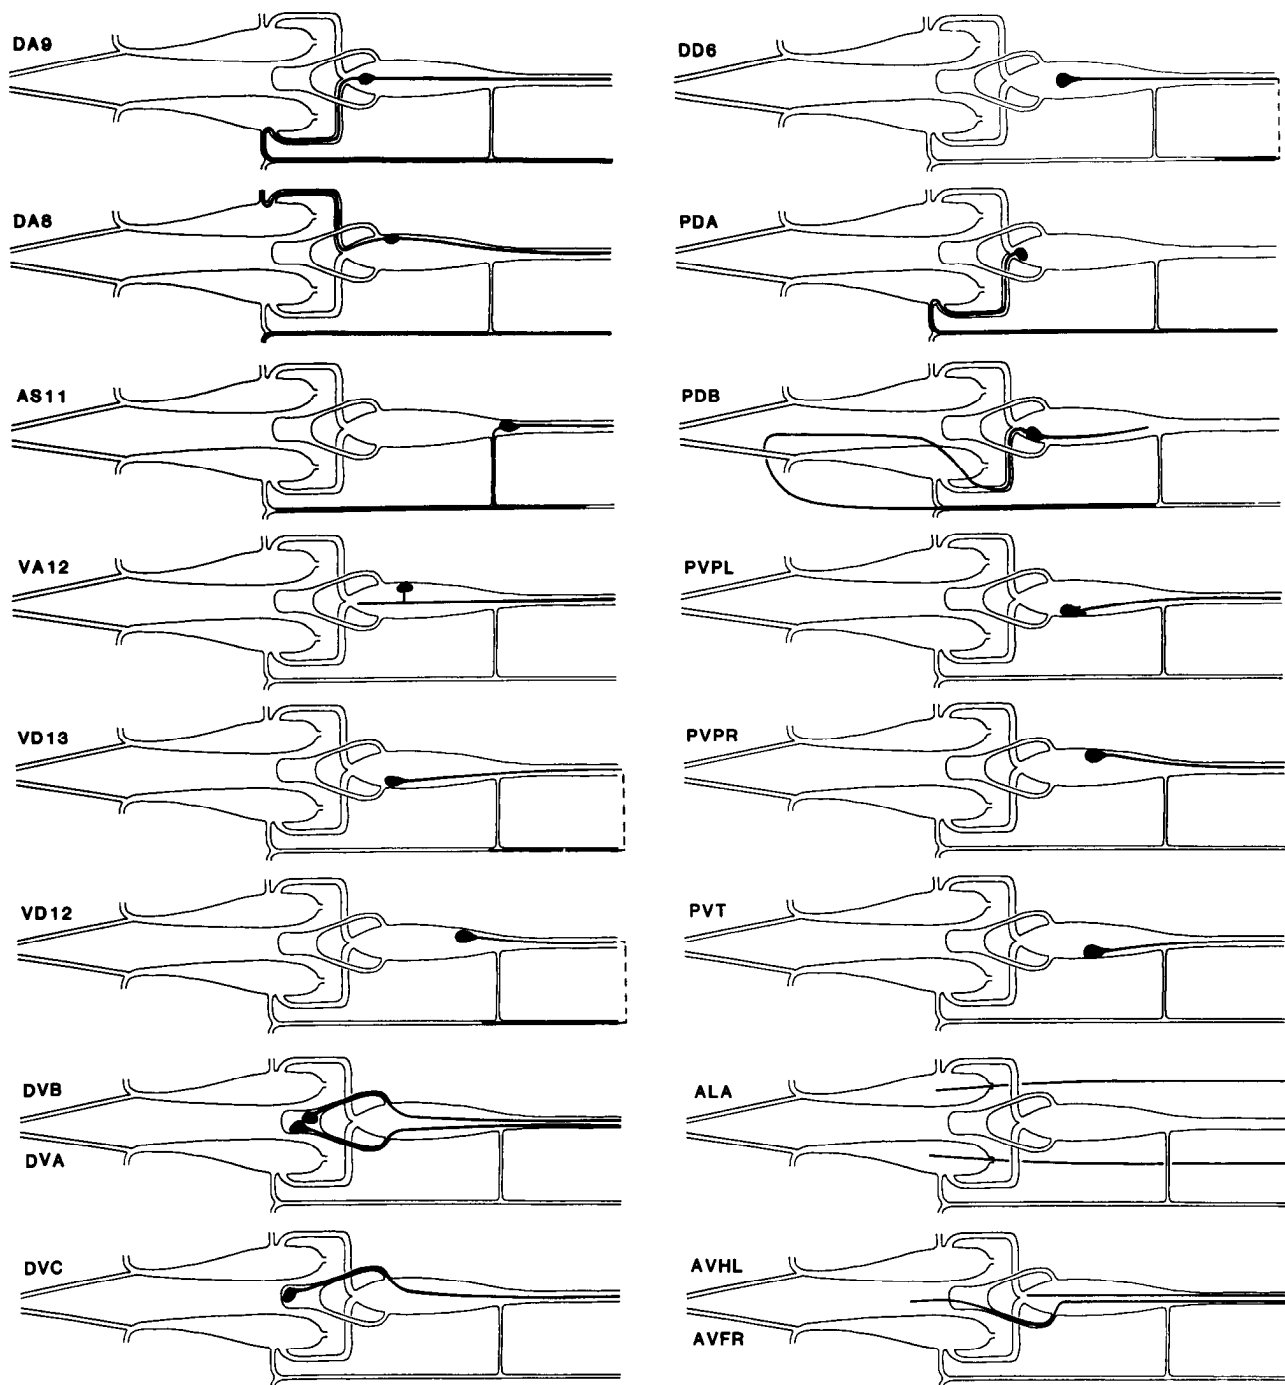 DA9
DA8
AS11
VA12
VD13
VD12
DVB
DVA
DVC
DD6
PDA
PDB
PVPL
PVPR
PVT
ALA
AVHL
AVFR